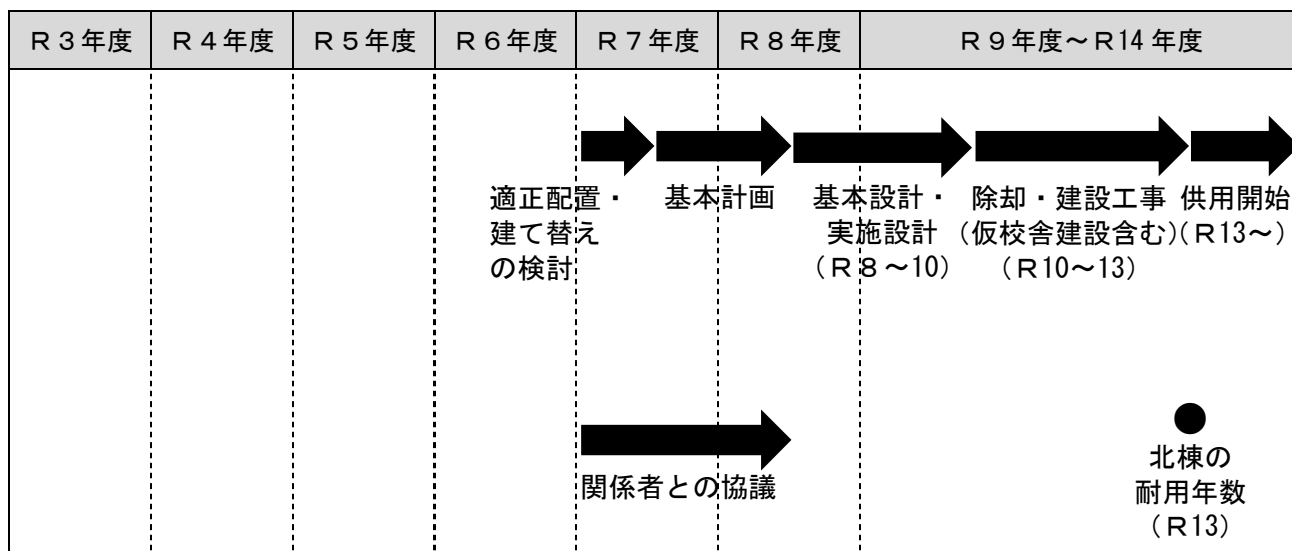 R3年度 R4年度 R5年度 R6年度 R7年度 R8年度 R9年度～R14年度
適正配置・
建て替え
の検討
基本計画
基本設計・
実施設計
（R8～10）
除却・建設工事
（仮校舎建設含む）
（R10～13）
供用開始
（R13～）
関係者との協議
北棟の
耐用年数
（R13）